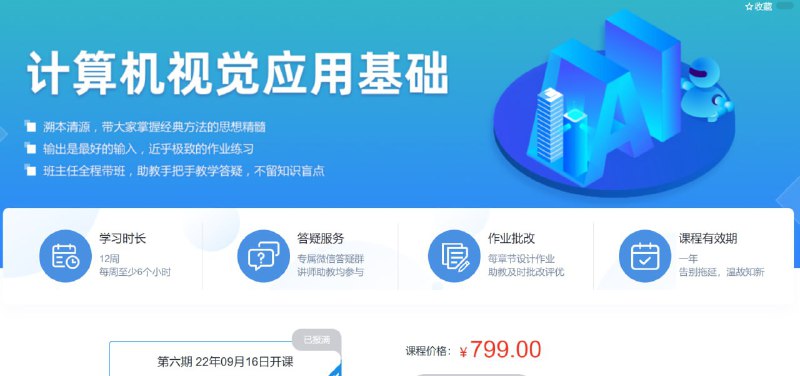 ☆收藏
计算机视觉应用基础
溯本清源，带大家掌握经典方法的思想精髓
输出是最好的输入，近乎极致的作业练习
班主任全程带班，助教手把手教学答疑，不留知识盲点
学习时长
12周
每周至少6个小时
答疑服务
专属微信答疑群
讲师助教均参与
作业批改
每章节设计作业
助教及时批改评优
课程有效期
一年
告别拖延，温故知新
已报满
第六期 22年09月16日开课
课程价格：￥799.00